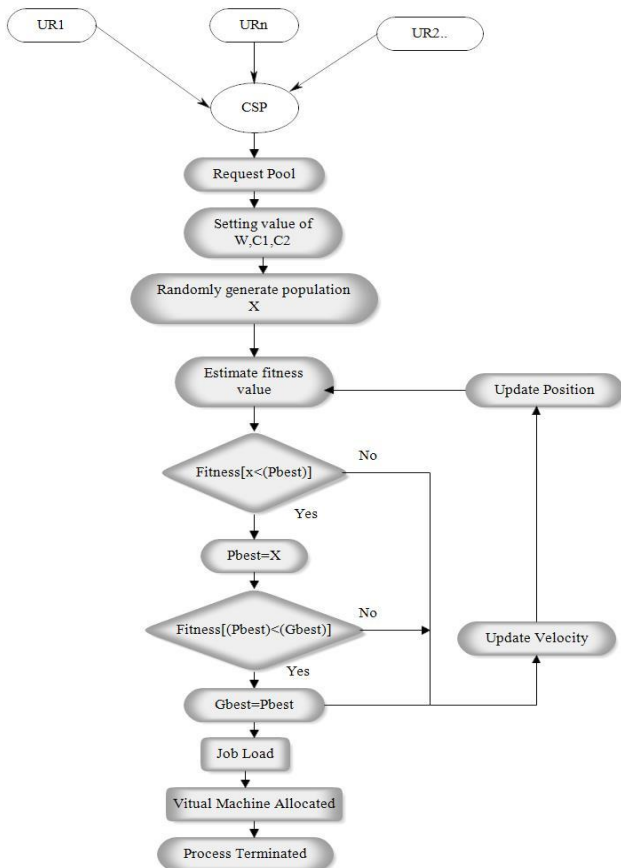 UR1
URn
UR2..
CSP
Request Pool
Setting value of
W,C1,C2
Randomly generate population
X
Estimate fitness
value
Update Position
Fitness[x<(Pbest)]
No
Yes
Pbest=X
Fitness[(Pbest)<(Gbest)]
No
Update Velocity
Yes
Gbest=Pbest
Job Load
Vitual Machine Allocated
Process Terminated